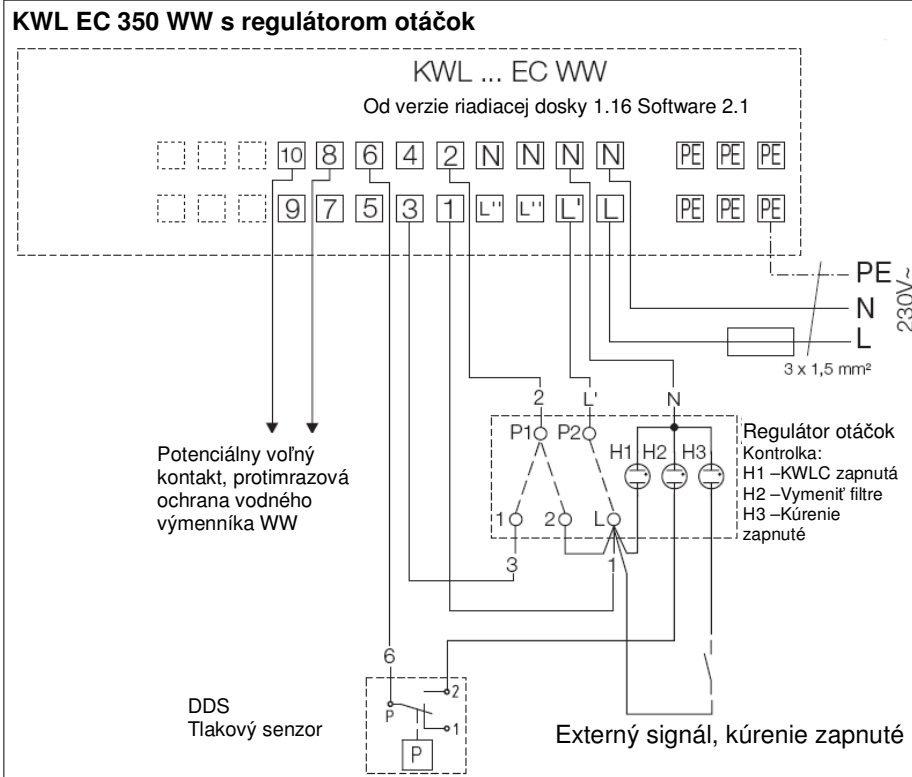 KWL EC 350 WW s regulátorom otáčok
KWL ... EC WW
Od verzie riadiacej dosky 1.16 Software 2.1
10 8 6 4 2 N N N N PE PE PE
9 7 5 3 1 L'' L'' L' L PE PE PE
PE
N
L
230V~
3 x 1,5 mm²
2 L' N
P1 P2 H1 H2 H3
1 2 L
3 1
Regulátor otáčok
Kontrolka:
H1 –KWLC zapnutá
H2 –Vymeniť filtre
H3 –Kúrenie
zapnuté
Potenciálny voľný
kontakt, protimrazová
ochrana vodného
výmenníka WW
6
P
2
1
P
DDS
Tlakový senzor
Externý signál, kúrenie zapnuté